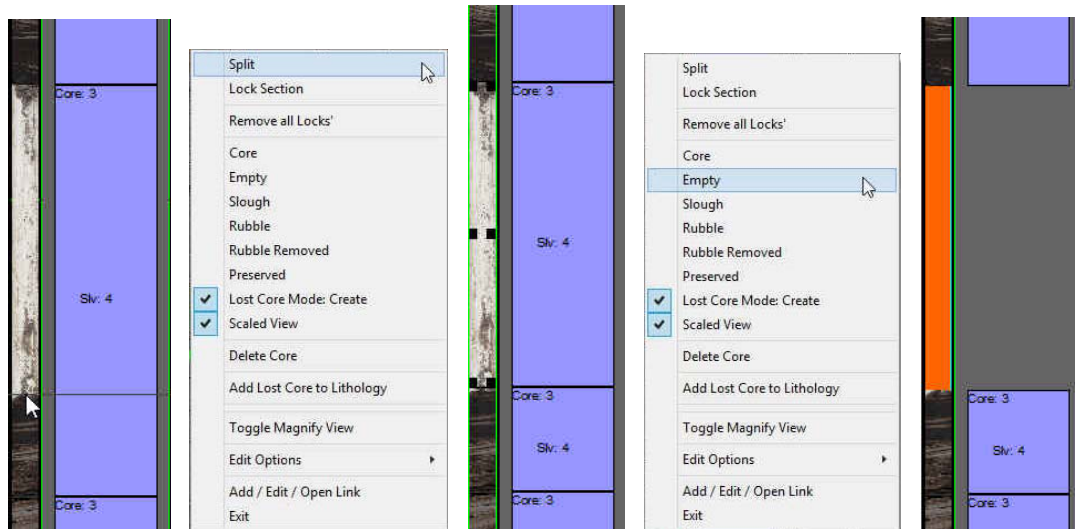 Core: 3
Slv: 4
Core: 3
Split
Lock Section
Remove all Locks'
Core
Empty
Slough
Rubble
Rubble Removed
Preserved
Lost Core Mode: Create
Scaled View
Delete Core
Add Lost Core to Lithology
Toggle Magnify View
Edit Options
Add / Edit / Open Link
Exit
Core: 3
Slv: 4
Core: 3
Slv: 4
Core: 3
Split
Lock Section
Remove all Locks'
Core
Empty
Slough
Rubble
Rubble Removed
Preserved
Lost Core Mode: Create
Scaled View
Delete Core
Add Lost Core to Lithology
Toggle Magnify View
Edit Options
Add / Edit / Open Link
Exit
Core: 3
Slv: 4
Core: 3